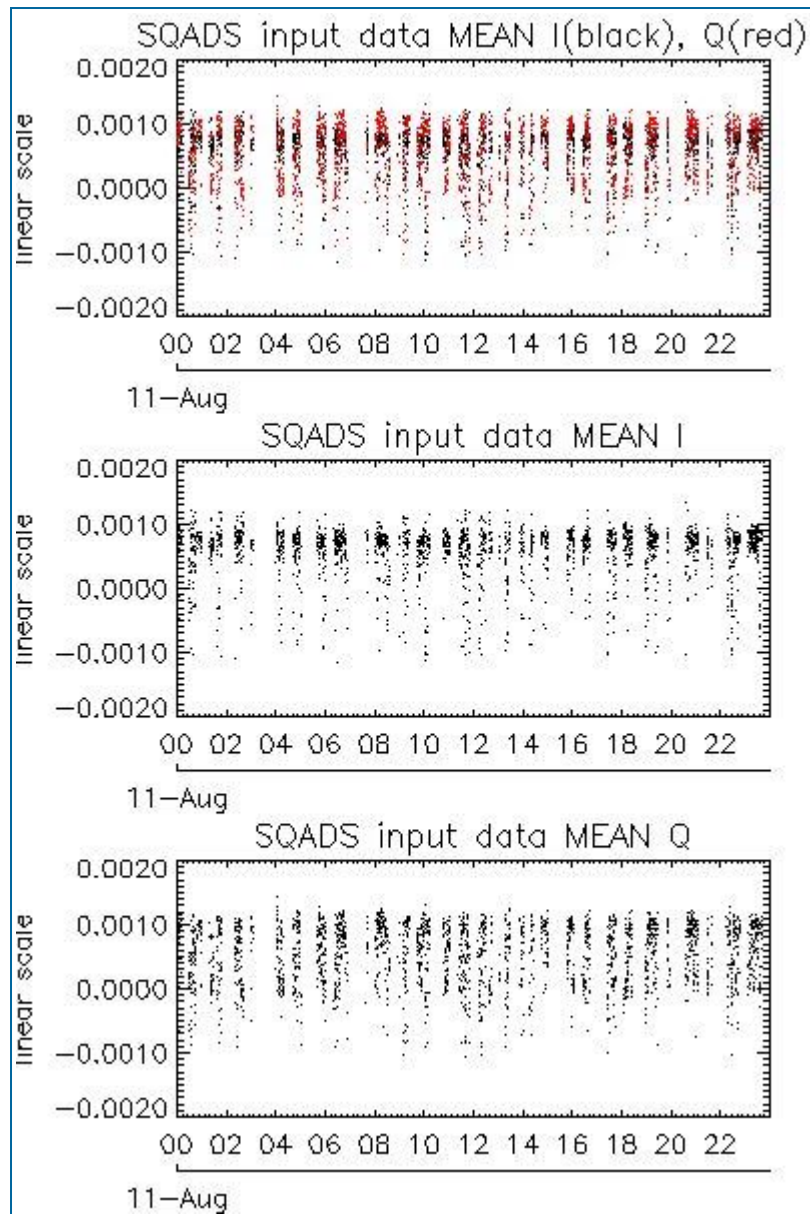 SQADS input data MEAN I(black), Q(red)
linear scale
0.0020
0.0010
0.0000
−0.0010
−0.0020
00 02 04 06 08 10 12 14 16 18 20 22
11−Aug
SQADS input data MEAN I
linear scale
0.0020
0.0010
0.0000
−0.0010
−0.0020
00 02 04 06 08 10 12 14 16 18 20 22
11−Aug
SQADS input data MEAN Q
linear scale
0.0020
0.0010
0.0000
−0.0010
−0.0020
00 02 04 06 08 10 12 14 16 18 20 22
11−Aug